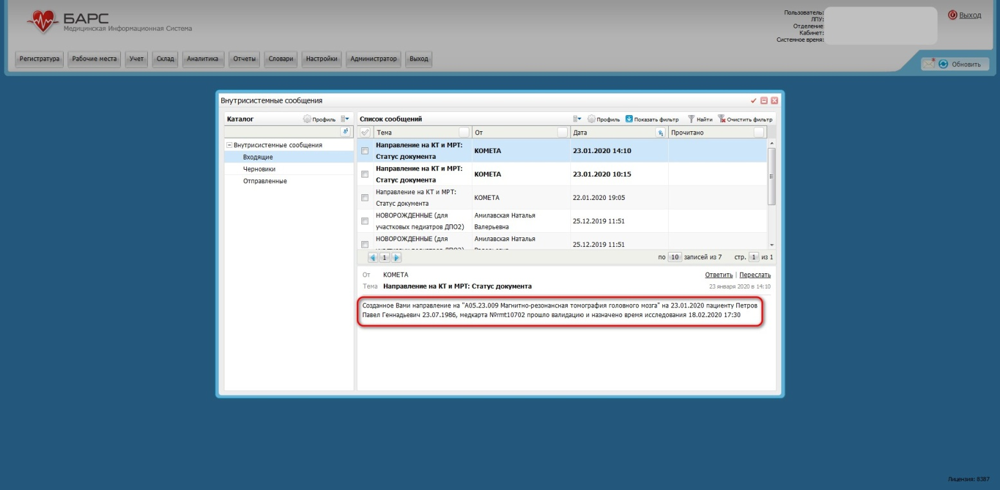 БАРС
Медицинская Информационная Система
Пользователь:
ЛПУ:
Отделение
Кабинет:
Системное время:
Выход
Регистратура Рабочие места Учет Склад Аналитика Отчеты Словари Настройки Администратор Выход
Обновить
Внутрисистемные сообщения
Каталог Профиль
Внутрисистемные сообщения
Входящие
Черновики
Отправленные
Список сообщений Профиль Показать фильтр Найти Очистить фильтр
Тема От Дата Прочитано
Направление на КТ и МРТ:
Статус документа КОМЕТА 23.01.2020 14:10
Направление на КТ и МРТ:
Статус документа КОМЕТА 23.01.2020 10:15
Направление на КТ и МРТ:
Статус документа КОМЕТА 22.01.2020 19:05
НОВОРОЖДЕННЫЕ (для Амилавская Наталья
участковых педиатров ДПО2) Валерьевна 25.12.2019 11:51
НОВОРОЖДЕННЫЕ (для Амилавская Наталья
25.12.2019 11:51
1 по 10 записей из 7 стр. 1 из 1
От КОМЕТА Ответить | Переслать
Тема Направление на КТ и МРТ: Статус документа 23 января 2020 в 14:10
Созданное Вами направление на "A05.23.009 Магнитно-резонансная томография головного мозга" на 23.01.2020 пациенту Петров
Павел Геннадьевич 23.07.1986, медкарта №rmt10702 прошло валидацию и назначено время исследования 18.02.2020 17:30
Лицензия: 8387